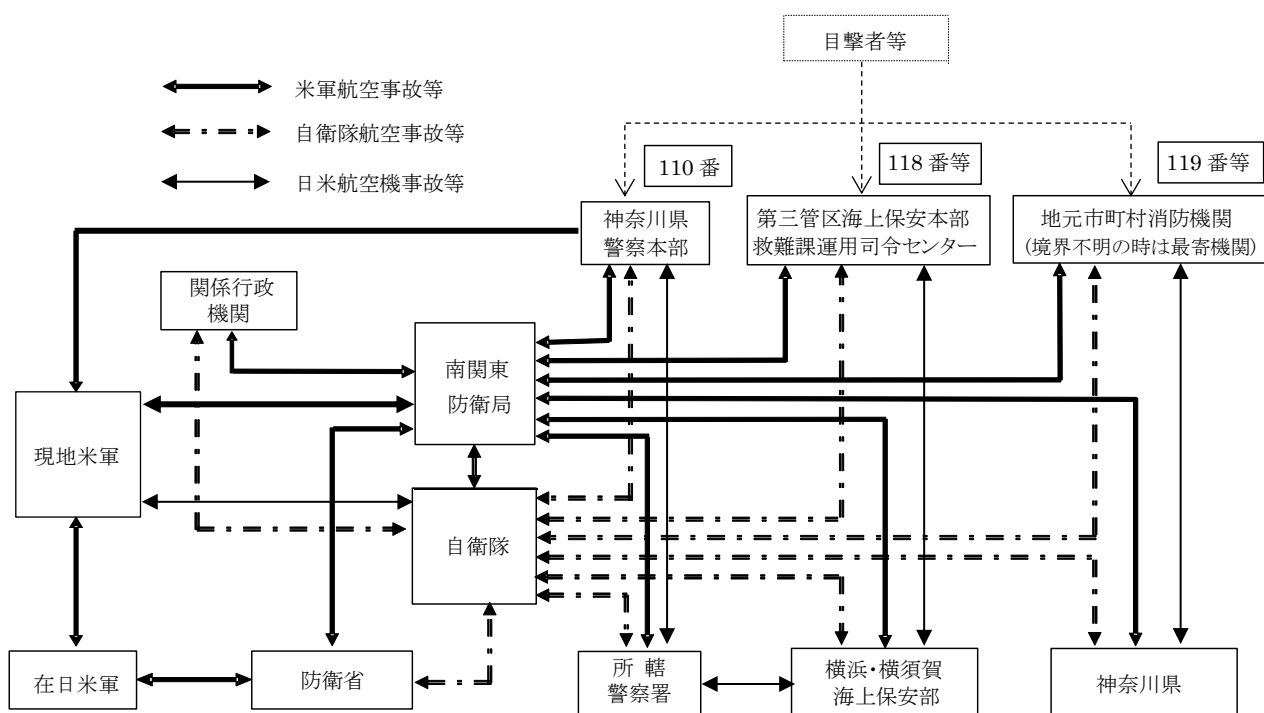 目撃者等
米軍航空事故等
自衛隊航空事故等
日米航空機事故等
110 番
118 番等
119 番等
神奈川県
警察本部
第三管区海上保安本部
救難課運用司令センター
地元市町村消防機関
(境界不明の時は最寄機関)
関係行政
機関
南関東
防衛局
現地米軍
自衛隊
在日米軍
防衛省
所 轄
警察署
横浜・横須賀
海上保安部
神奈川県